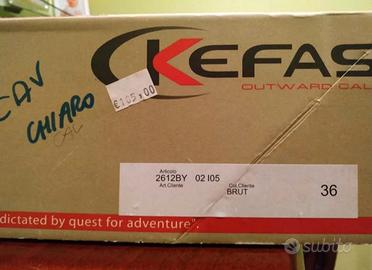 KEFAS
OUTWARD CAL
€105,00
CAV
CHIARO
CAV
Articolo
2612BY 02 I05
Art.Cliente
Col.Cliente
BRUT
36
dictated by quest for adventure".
subito